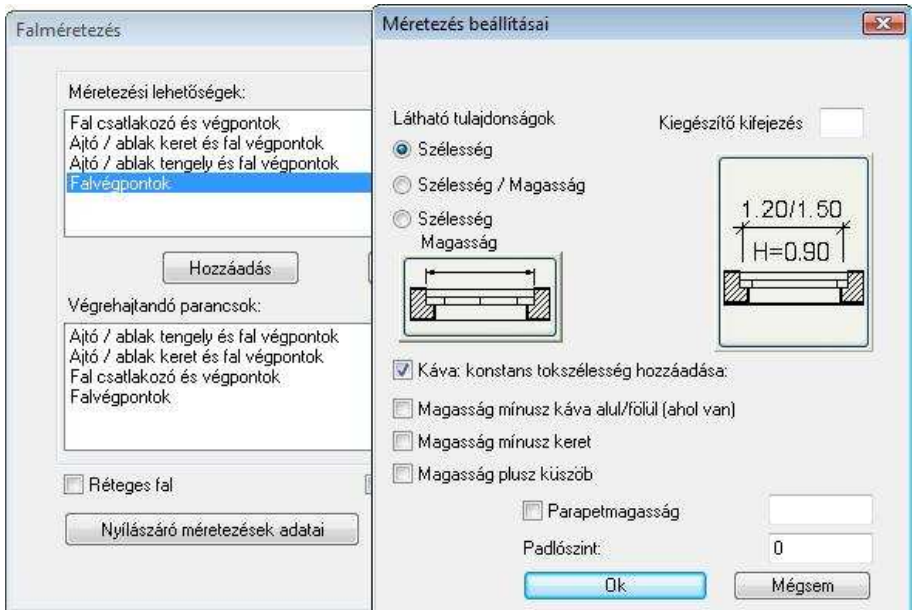 Falméretezés
Méretezési lehetőségek:
Fal csatlakozó és végpontok
Ajtó / ablak keret és fal végpontok
Ajtó / ablak tengely és fal végpontok
Falvégpontok
Hozzáadás
Végrehajtandó parancsok:
Ajtó / ablak tengely és fal végpontok
Ajtó / ablak keret és fal végpontok
Fal csatlakozó és végpontok
Falvégpontok
Réteges fal
Nyílászáró méretezések adatai
Méretezés beállításai
Látható tulajdonságok
Kiegészítő kifejezés
Szélesség
Szélesség / Magasság
Szélesség
Magasság
1.20/1.50
H=0.90
Káva: konstans tokszélesség hozzáadása:
Magasság mínusz káva alul/fölül (ahol van)
Magasság mínusz keret
Magasság plusz küszöb
Parapetmagasság
Padlószint:
0
Ok
Mégsem